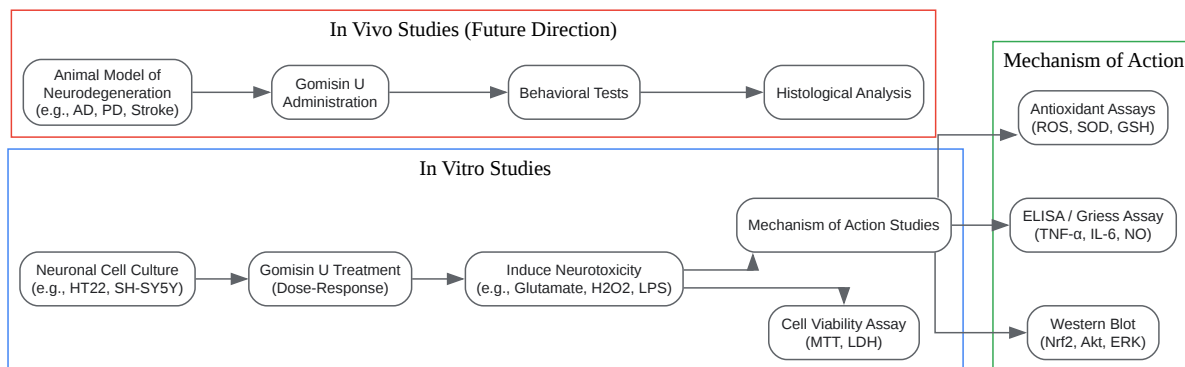 In Vivo Studies (Future Direction)
Animal Model of
Neurodegeneration
(e.g., AD, PD, Stroke)
Gomisin U
Administration
Behavioral Tests
Histological Analysis
In Vitro Studies
Neuronal Cell Culture
(e.g., HT22, SH-SY5Y)
Gomisin U Treatment
(Dose-Response)
Induce Neurotoxicity
(e.g., Glutamate, H2O2, LPS)
Mechanism of Action Studies
Cell Viability Assay
(MTT, LDH)
Mechanism of Action
Antioxidant Assays
(ROS, SOD, GSH)
ELISA / Griess Assay
(TNF-α, IL-6, NO)
Western Blot
(Nrf2, Akt, ERK)